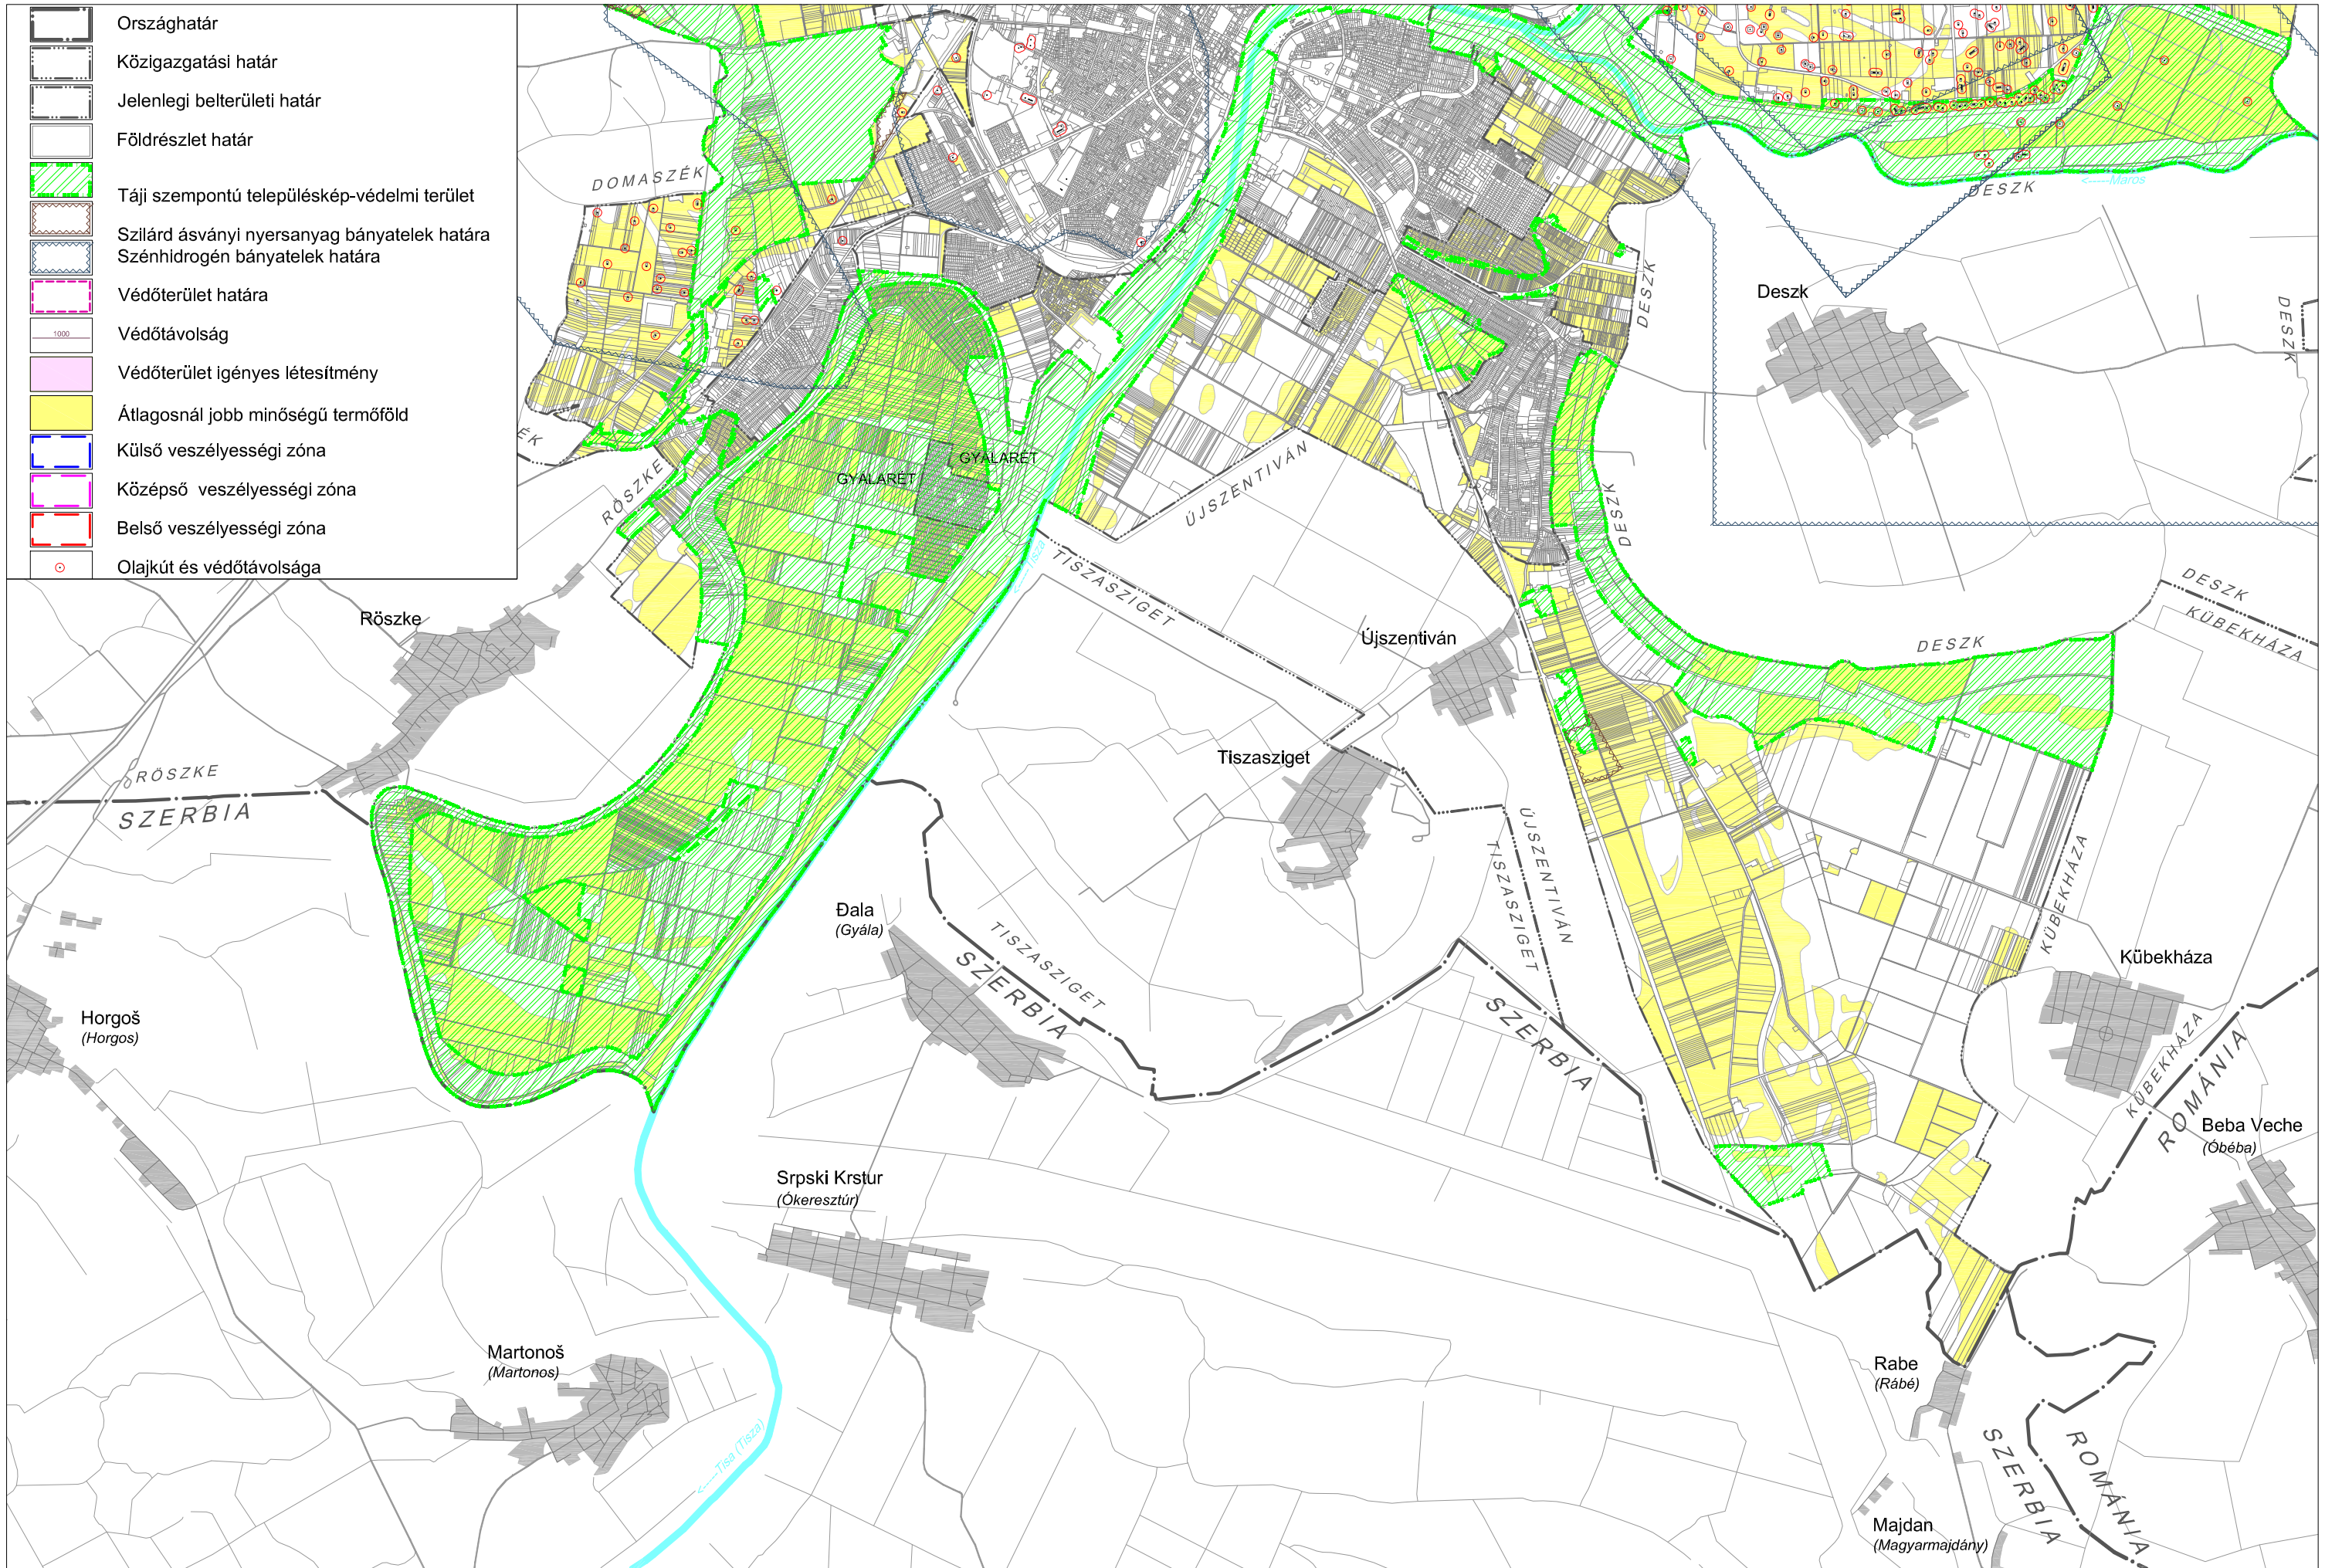 Országhatár
Közigazgatási határ
Jelenlegi belterületi határ
Földrészlet határ
Táji szempontú településkép-védelmi terület
Szilárd ásványi nyersanyag bányatelek határa
Szénhidrogén bányatelek határa
Védőterület határa
1000
Védőtávolság
Védőterület igényes létesítmény
Átlagosnál jobb minőségű termőföld
Külső veszélyességi zóna
Középső veszélyességi zóna
Belső veszélyességi zóna
Olajkút és védőtávolsága
DOMASZÉK
<-----Maros
DESZK
DESZK
Deszk
DESZK
ÉK
RÖSZKE
GYÁLARÉT
GYÁLARÉT
ÚJSZENTIVÁN
DESZK
<-----Tisza
TISZASZIGET
DESZK
KÜBEKHÁZA
Röszke
Újszentiván
DESZK
Tiszasziget
RÖSZKE
SZERBIA
ÚJSZENTIVÁN
TISZASZIGET
KÜBEKHÁZA
Đala
(Gyála)
TISZASZIGET
SZERBIA
SZERBIA
Kübekháza
KÜBEKHÁZA
ROMÁNIA
Horgoš
(Horgos)
Beba Veche
(Óbéba)
Srpski Krstur
(Ókeresztúr)
Martonoš
(Martonos)
Rabe
(Rábé)
<-----Tisa (Tisza)
SZERBIA
ROMÁNIA
Majdan
(Magyarmajdány)